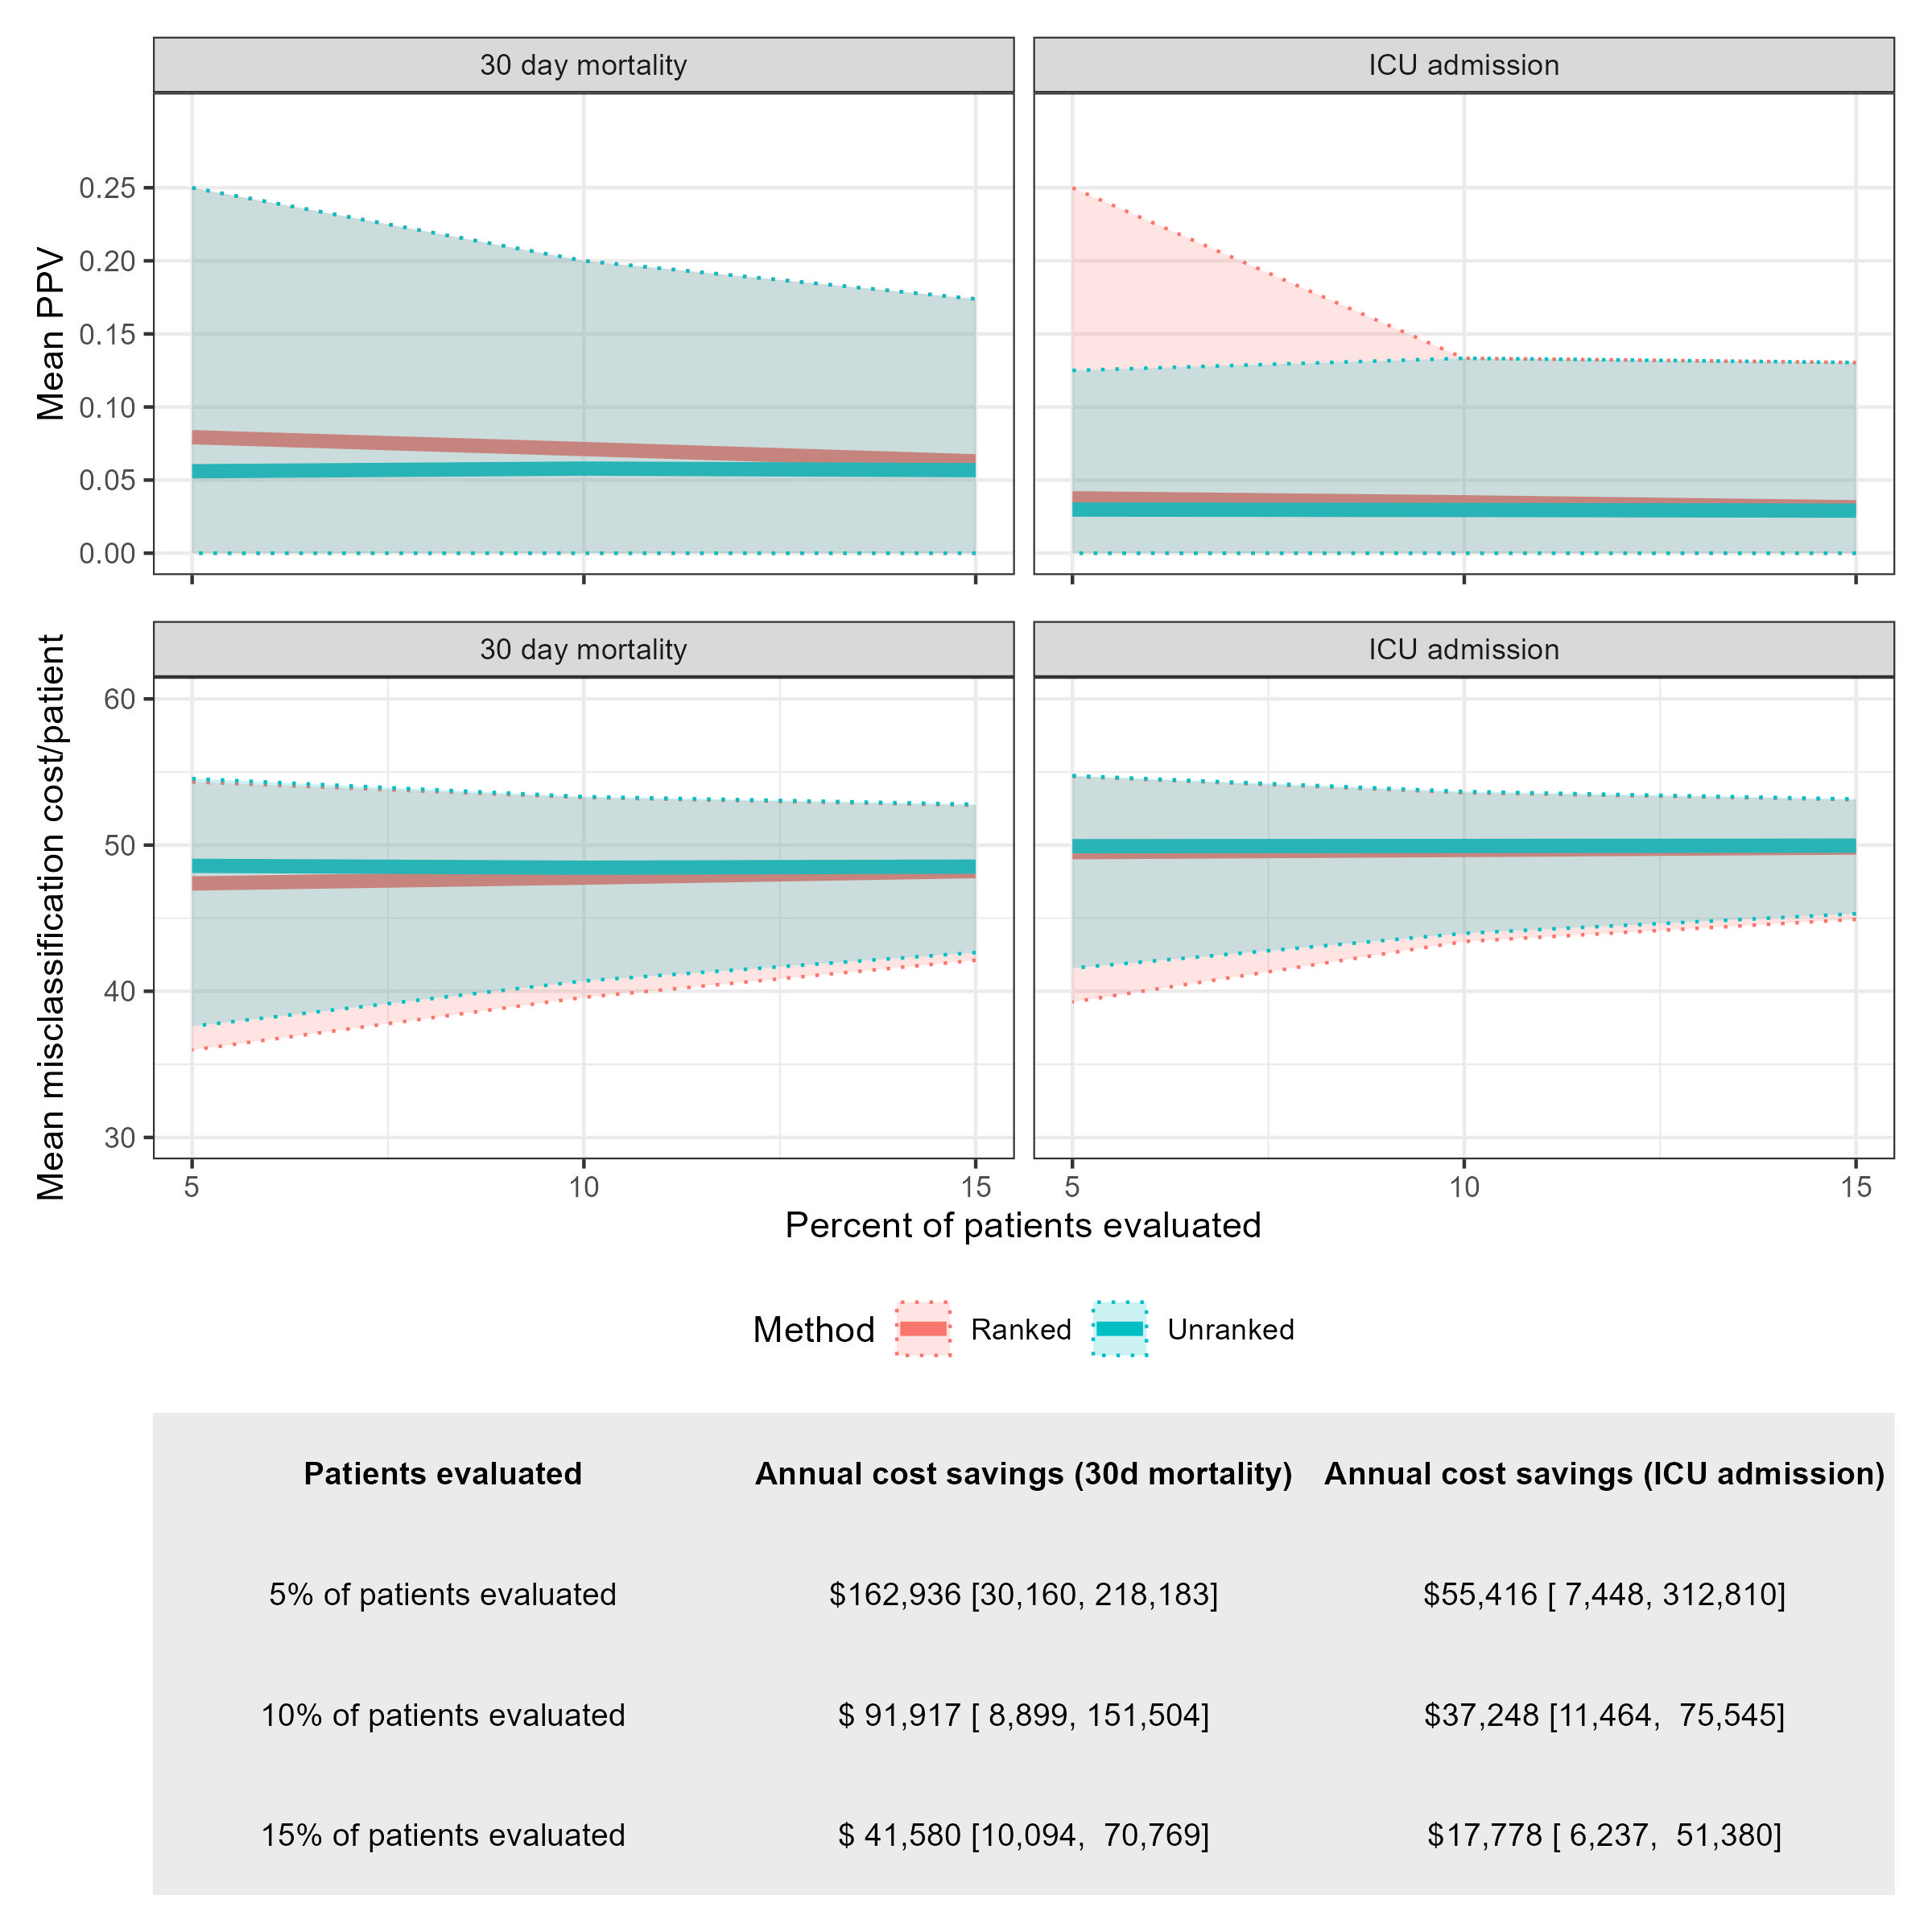 30 day mortality
ICU admission
Mean PPV
0.25
0.20
0.15
0.10
0.05
0.00
30 day mortality
ICU admission
Mean misclassification cost/patient
60
50
40
30
5
10
15
5
10
15
Percent of patients evaluated
Method
Ranked
Unranked
Patients evaluated Annual cost savings (30d mortality) Annual cost savings (ICU admission)
5% of patients evaluated $162,936 [30,160, 218,183] $55,416 [ 7,448, 312,810]
10% of patients evaluated $ 91,917 [ 8,899, 151,504] $37,248 [11,464,  75,545]
15% of patients evaluated $ 41,580 [10,094,  70,769] $17,778 [ 6,237,  51,380]